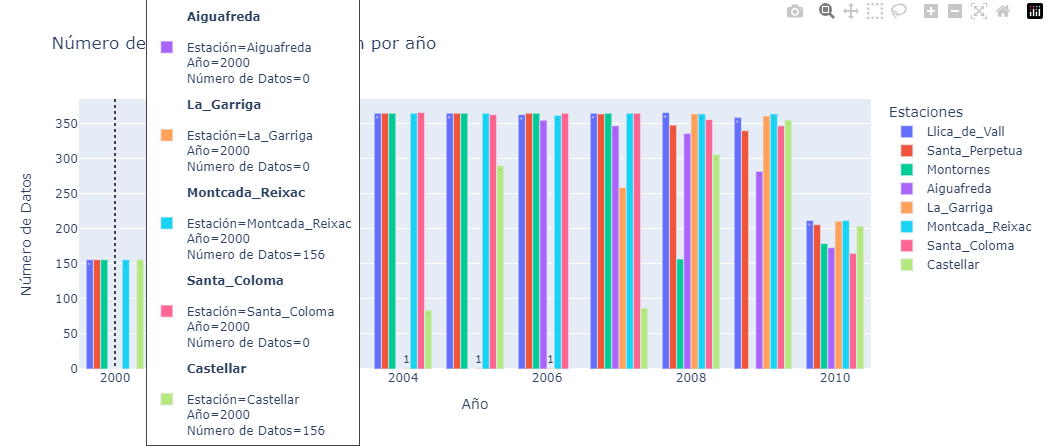 Aiguafreda
Estación=Aiguafreda
Año=2000
Número de Datos=0
La_Garriga
Estación=La_Garriga
Año=2000
Número de Datos=0
Montcada_Reixac
Estación=Montcada_Reixac
Año=2000
Número de Datos=156
Santa_Coloma
Estación=Santa_Coloma
Año=2000
Número de Datos=0
Castellar
Estación=Castellar
Año=2000
Número de Datos=156
Número de
por año
Número de Datos
350
300
250
200
150
100
50
0
1
1
1
2000
2004
2006
2008
2010
Año
Estaciones
Llica_de_Vall
Santa_Perpetua
Montornes
Aiguafreda
La_Garriga
Montcada_Reixac
Santa_Coloma
Castellar